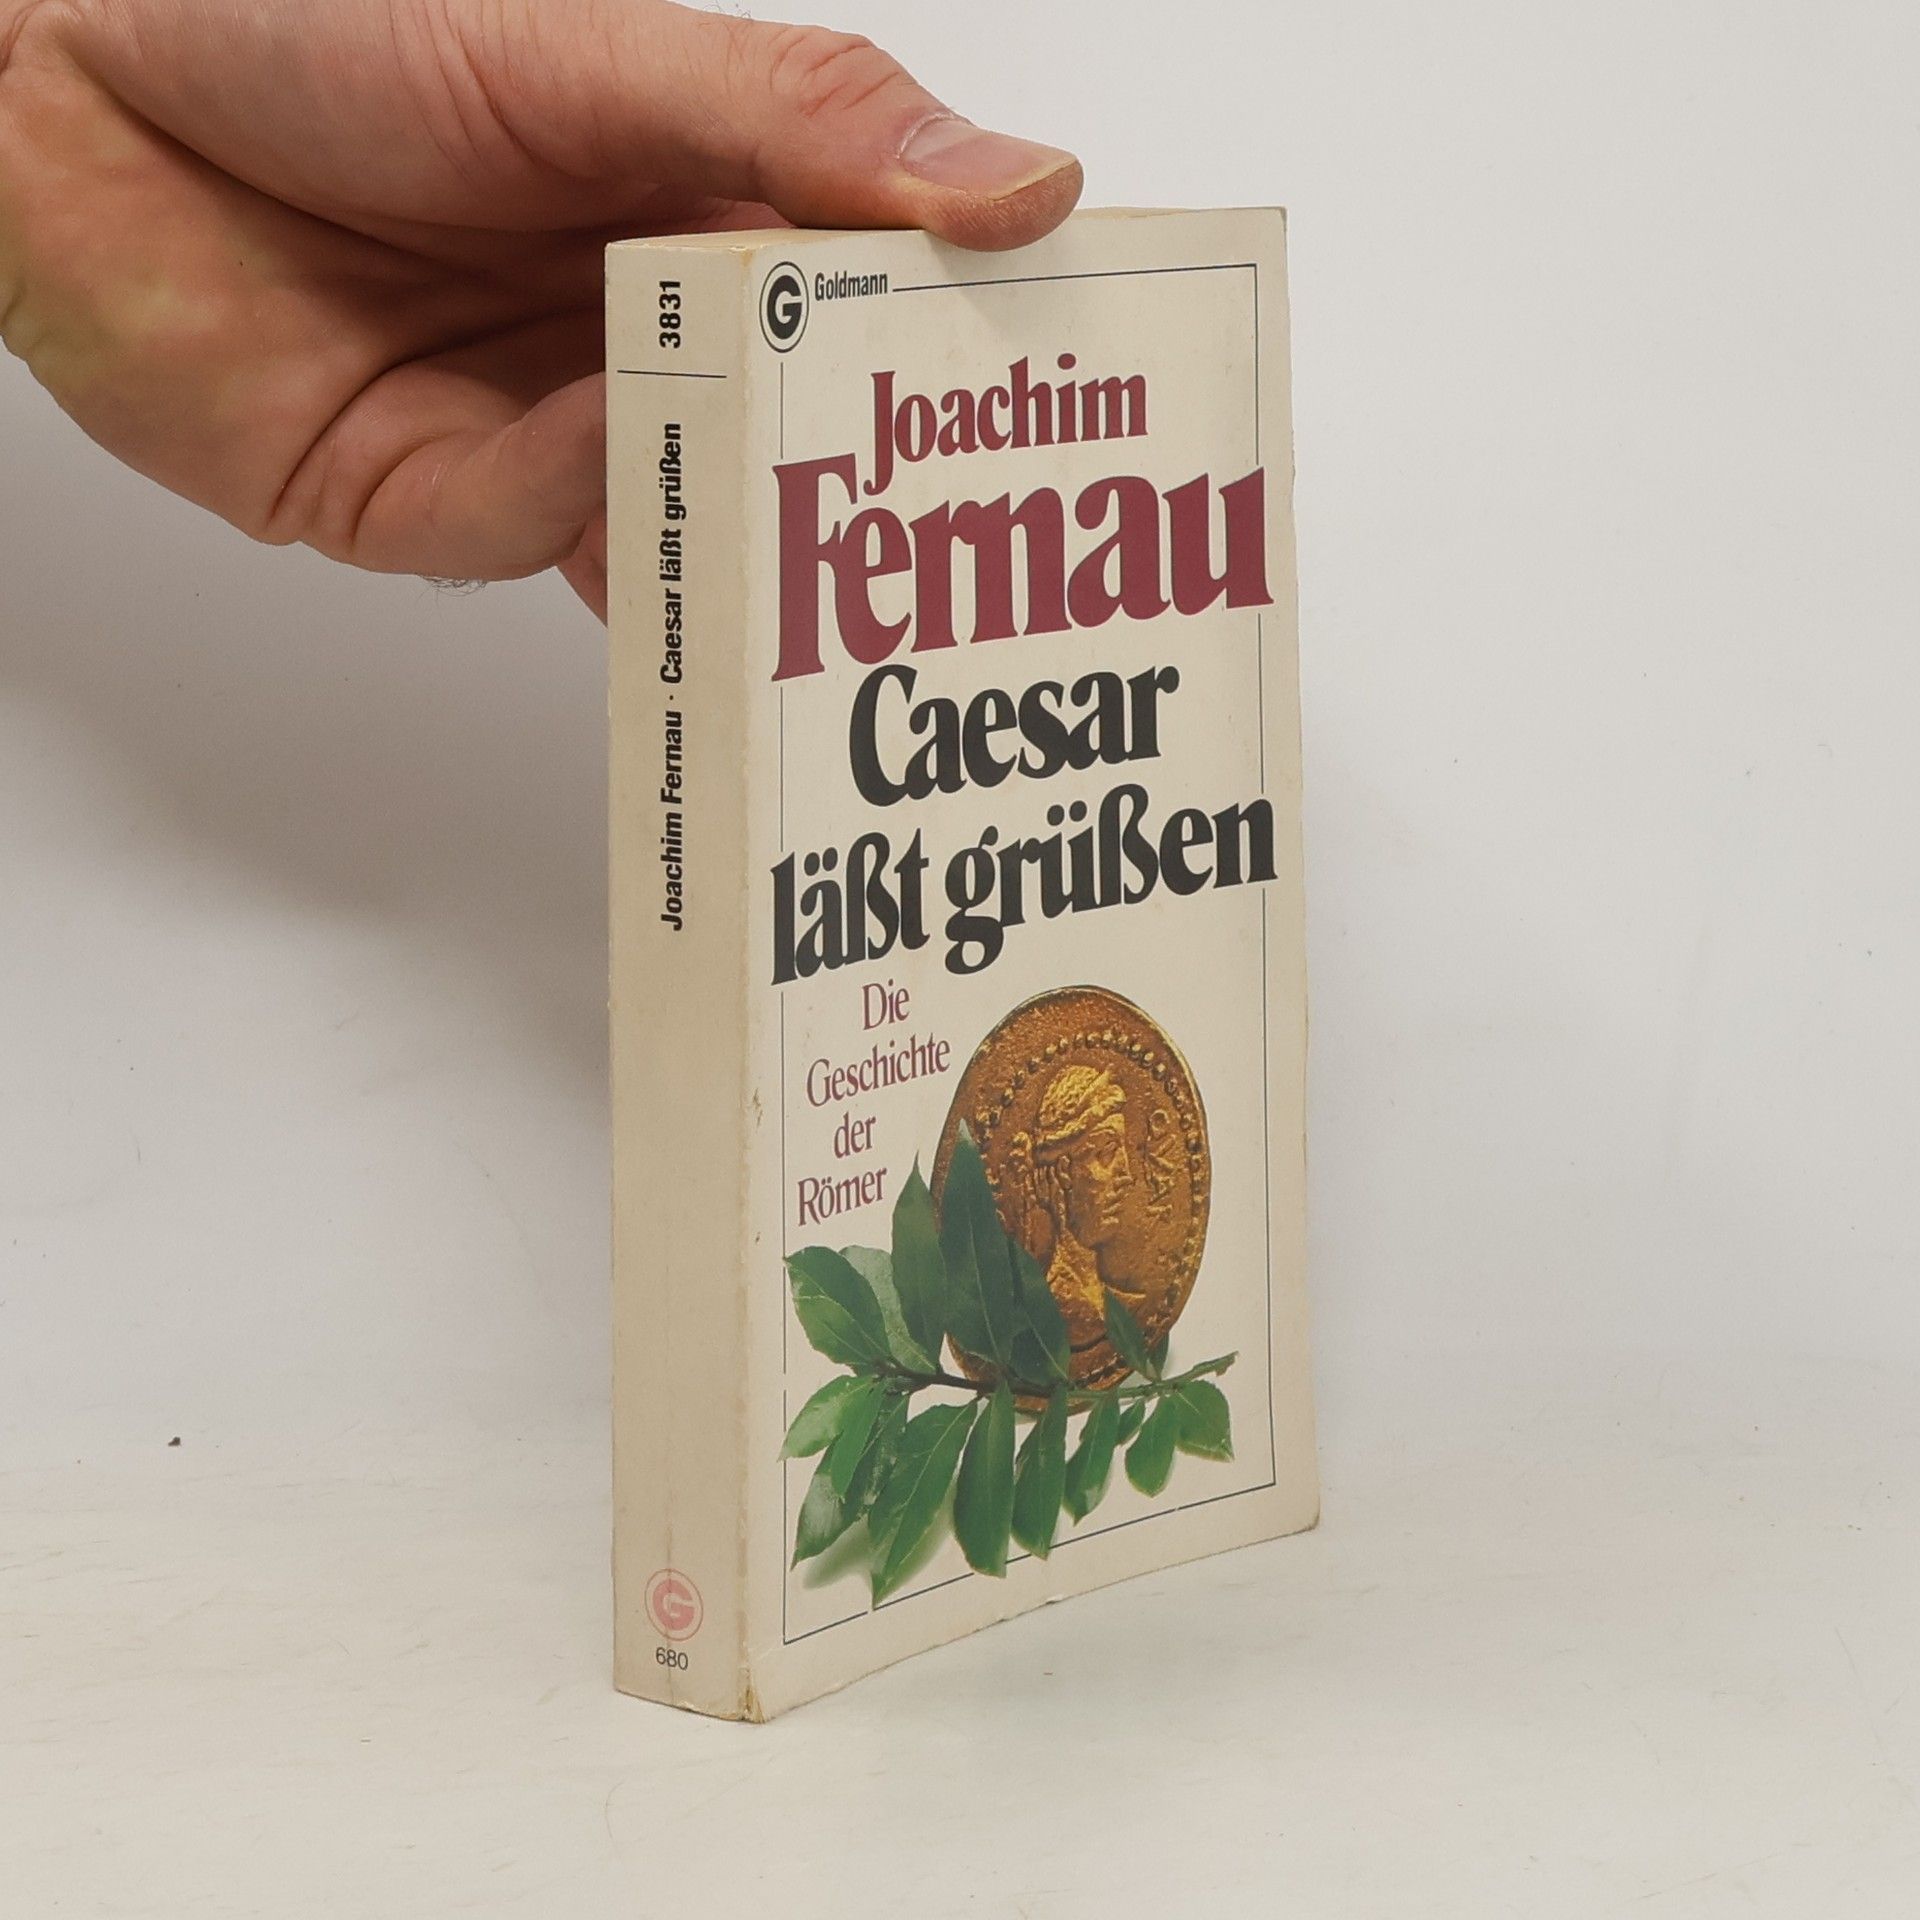 3831
Joachim Fernau · Caesar läßt grüßen
G
680
G Goldmann
Joachim
Fernau
Caesar
läßt grüßen
Die
Geschichte
der
Römer